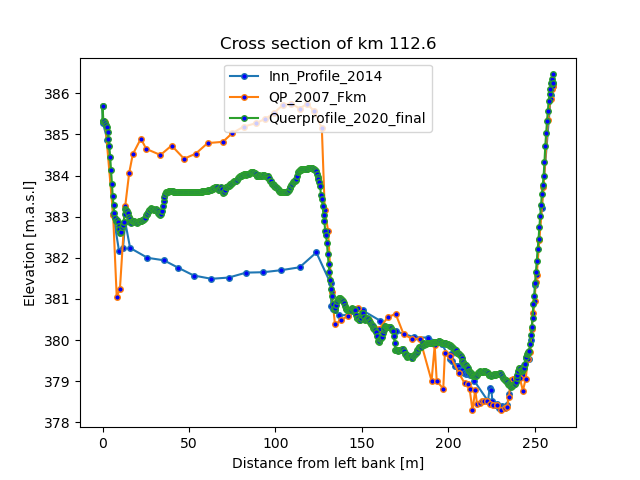 Cross section of km 112.6
Inn_Profile_2014
QP_2007_Fkm
Querprofile_2020_final
Elevation [m.a.s.l]
386
385
384
383
382
381
380
379
378
0 50 100 150 200 250
Distance from left bank [m]